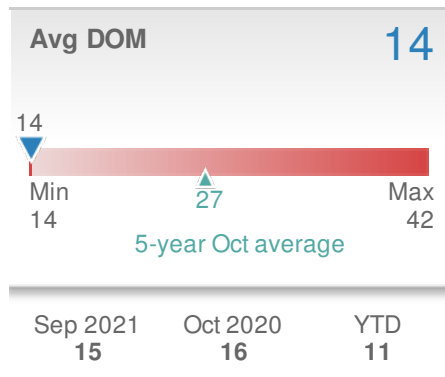 Avg DOM 14
14
Min Max
14 27 42
5-year Oct average
Sep 2021 Oct 2020 YTD
15 16 11